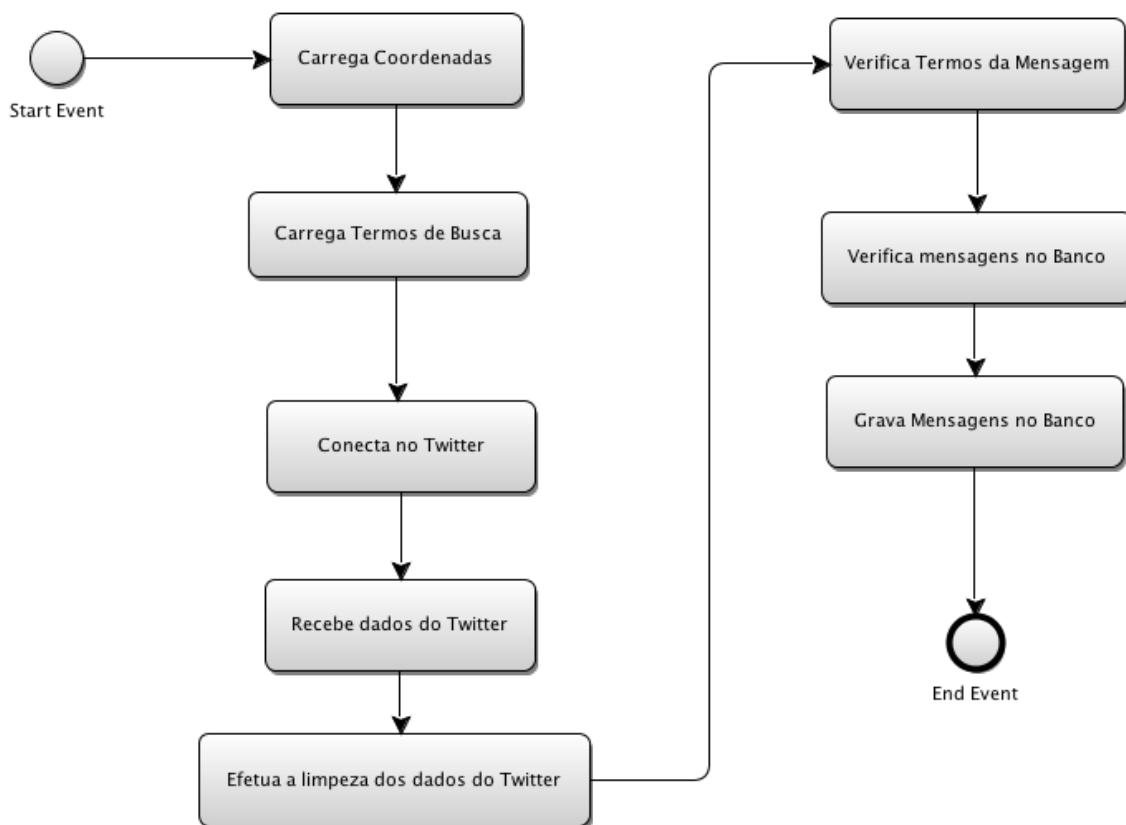 Start Event
Carrega Coordenadas
Carrega Termos de Busca
Conecta no Twitter
Recebe dados do Twitter
Efetua a limpeza dos dados do Twitter
Verifica Termos da Mensagem
Verifica mensagens no Banco
Grava Mensagens no Banco
End Event